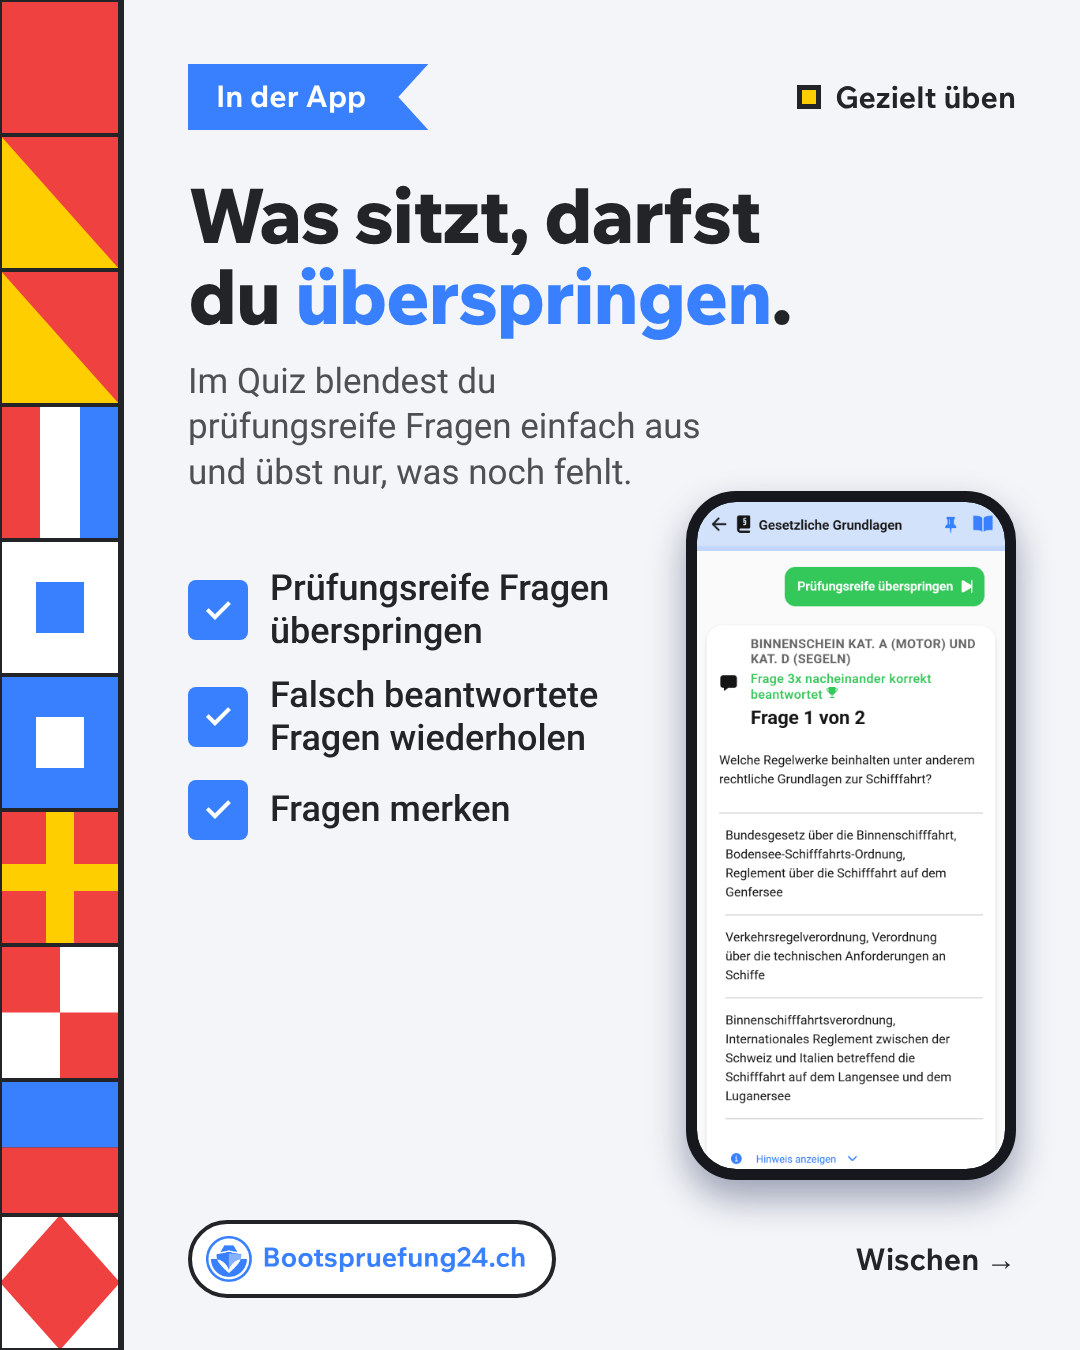 In der App
Gezielt üben
Was sitzt, darfst
du überspringen.
Im Quiz blendest du
prüfungsreife Fragen einfach aus
und übst nur, was noch fehlt.
Prüfungsreife Fragen
überspringen
Falsch beantwortete
Fragen wiederholen
Fragen merken
Gesetzliche Grundlagen
Prüfungsreife überspringen
BINNENSCHEIN KAT. A (MOTOR) UND
KAT. D (SEGELN)
Frage 3x nacheinander korrekt
beantwortet
Frage 1 von 2
Welche Regelwerke beinhalten unter anderem
rechtliche Grundlagen zur Schifffahrt?
Bundesgesetz über die Binnenschifffahrt,
Bodensee-Schifffahrts-Ordnung,
Reglement über die Schifffahrt auf dem
Genfersee
Verkehrsregelverordnung, Verordnung
über die technischen Anforderungen an
Schiffe
Binnenschifffahrtsverordnung,
Internationales Reglement zwischen der
Schweiz und Italien betreffend die
Schifffahrt auf dem Langensee und dem
Luganersee
Hinweis anzeigen
Bootspruefung24.ch
Wischen →